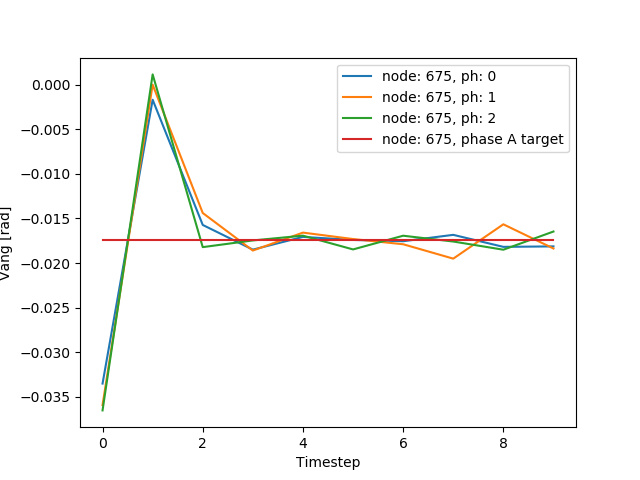 node: 675, ph: 0
node: 675, ph: 1
node: 675, ph: 2
node: 675, phase A target
0.000
−0.005
−0.010
−0.015
−0.020
−0.025
−0.030
−0.035
Vang [rad]
0 2 4 6 8
Timestep